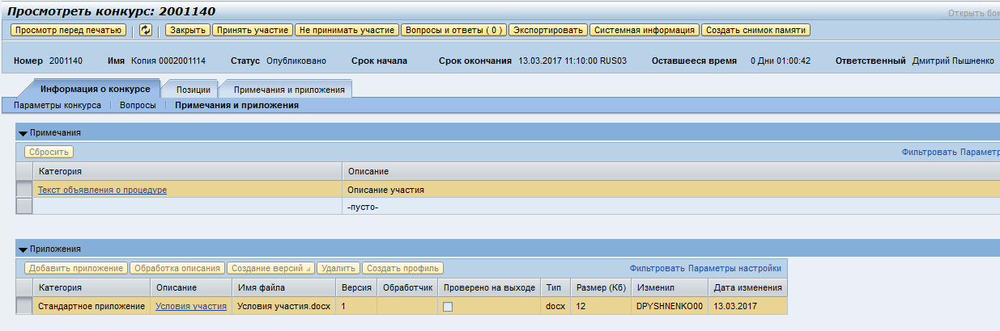 Просмотреть конкурс: 2001140
Открыть бок
Просмотр перед печатью Закрыть Принять участие Не принимать участие Вопросы и ответы ( 0 ) Экспортировать Системная информация Создать снимок памяти
Номер 2001140 Имя Копия 0002001114 Статус Опубликовано Срок начала Срок окончания 13.03.2017 11:10:00 RUS03 Оставшееся время 0 Дни 01:00:42 Ответственный Дмитрий Пышненко
Информация о конкурсе Позиции Примечания и приложения
Параметры конкурса Вопросы Примечания и приложения
Примечания
Сбросить Фильтровать Параметр
Категория Описание
Текст объявления о процедуре Описание участия
-пусто-
Приложения
Добавить приложение Обработка описания Создание версий Удалить Создать профиль Фильтровать Параметры настройки
Категория Описание Имя файла Версия Обработчик Проверено на выходе Тип Размер (Кб) Изменил Дата изменения
Стандартное приложение Условия участия Условия участия.docx 1 docx 12 DPYSHNENKO00 13.03.2017